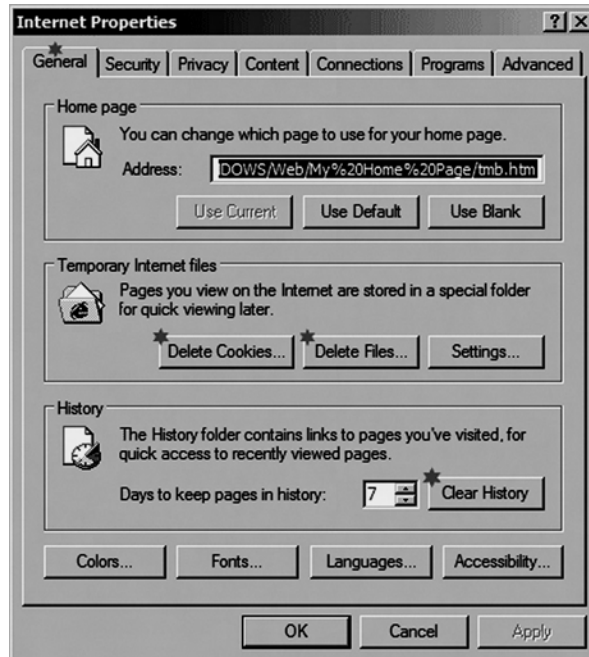 Internet Properties
General Security Privacy Content Connections Programs Advanced
Home page
You can change which page to use for your home page.
Address: IDOWS/Web/My%20Home%20Page/tmb.htm
Use Current Use Default Use Blank
Temporary Internet files
Pages you view on the Internet are stored in a special folder
for quick viewing later.
Delete Cookies... Delete Files... Settings...
History
The History folder contains links to pages you've visited, for
quick access to recently viewed pages.
Days to keep pages in history: 7 Clear History
Colors... Fonts... Languages... Accessibility...
OK Cancel Apply